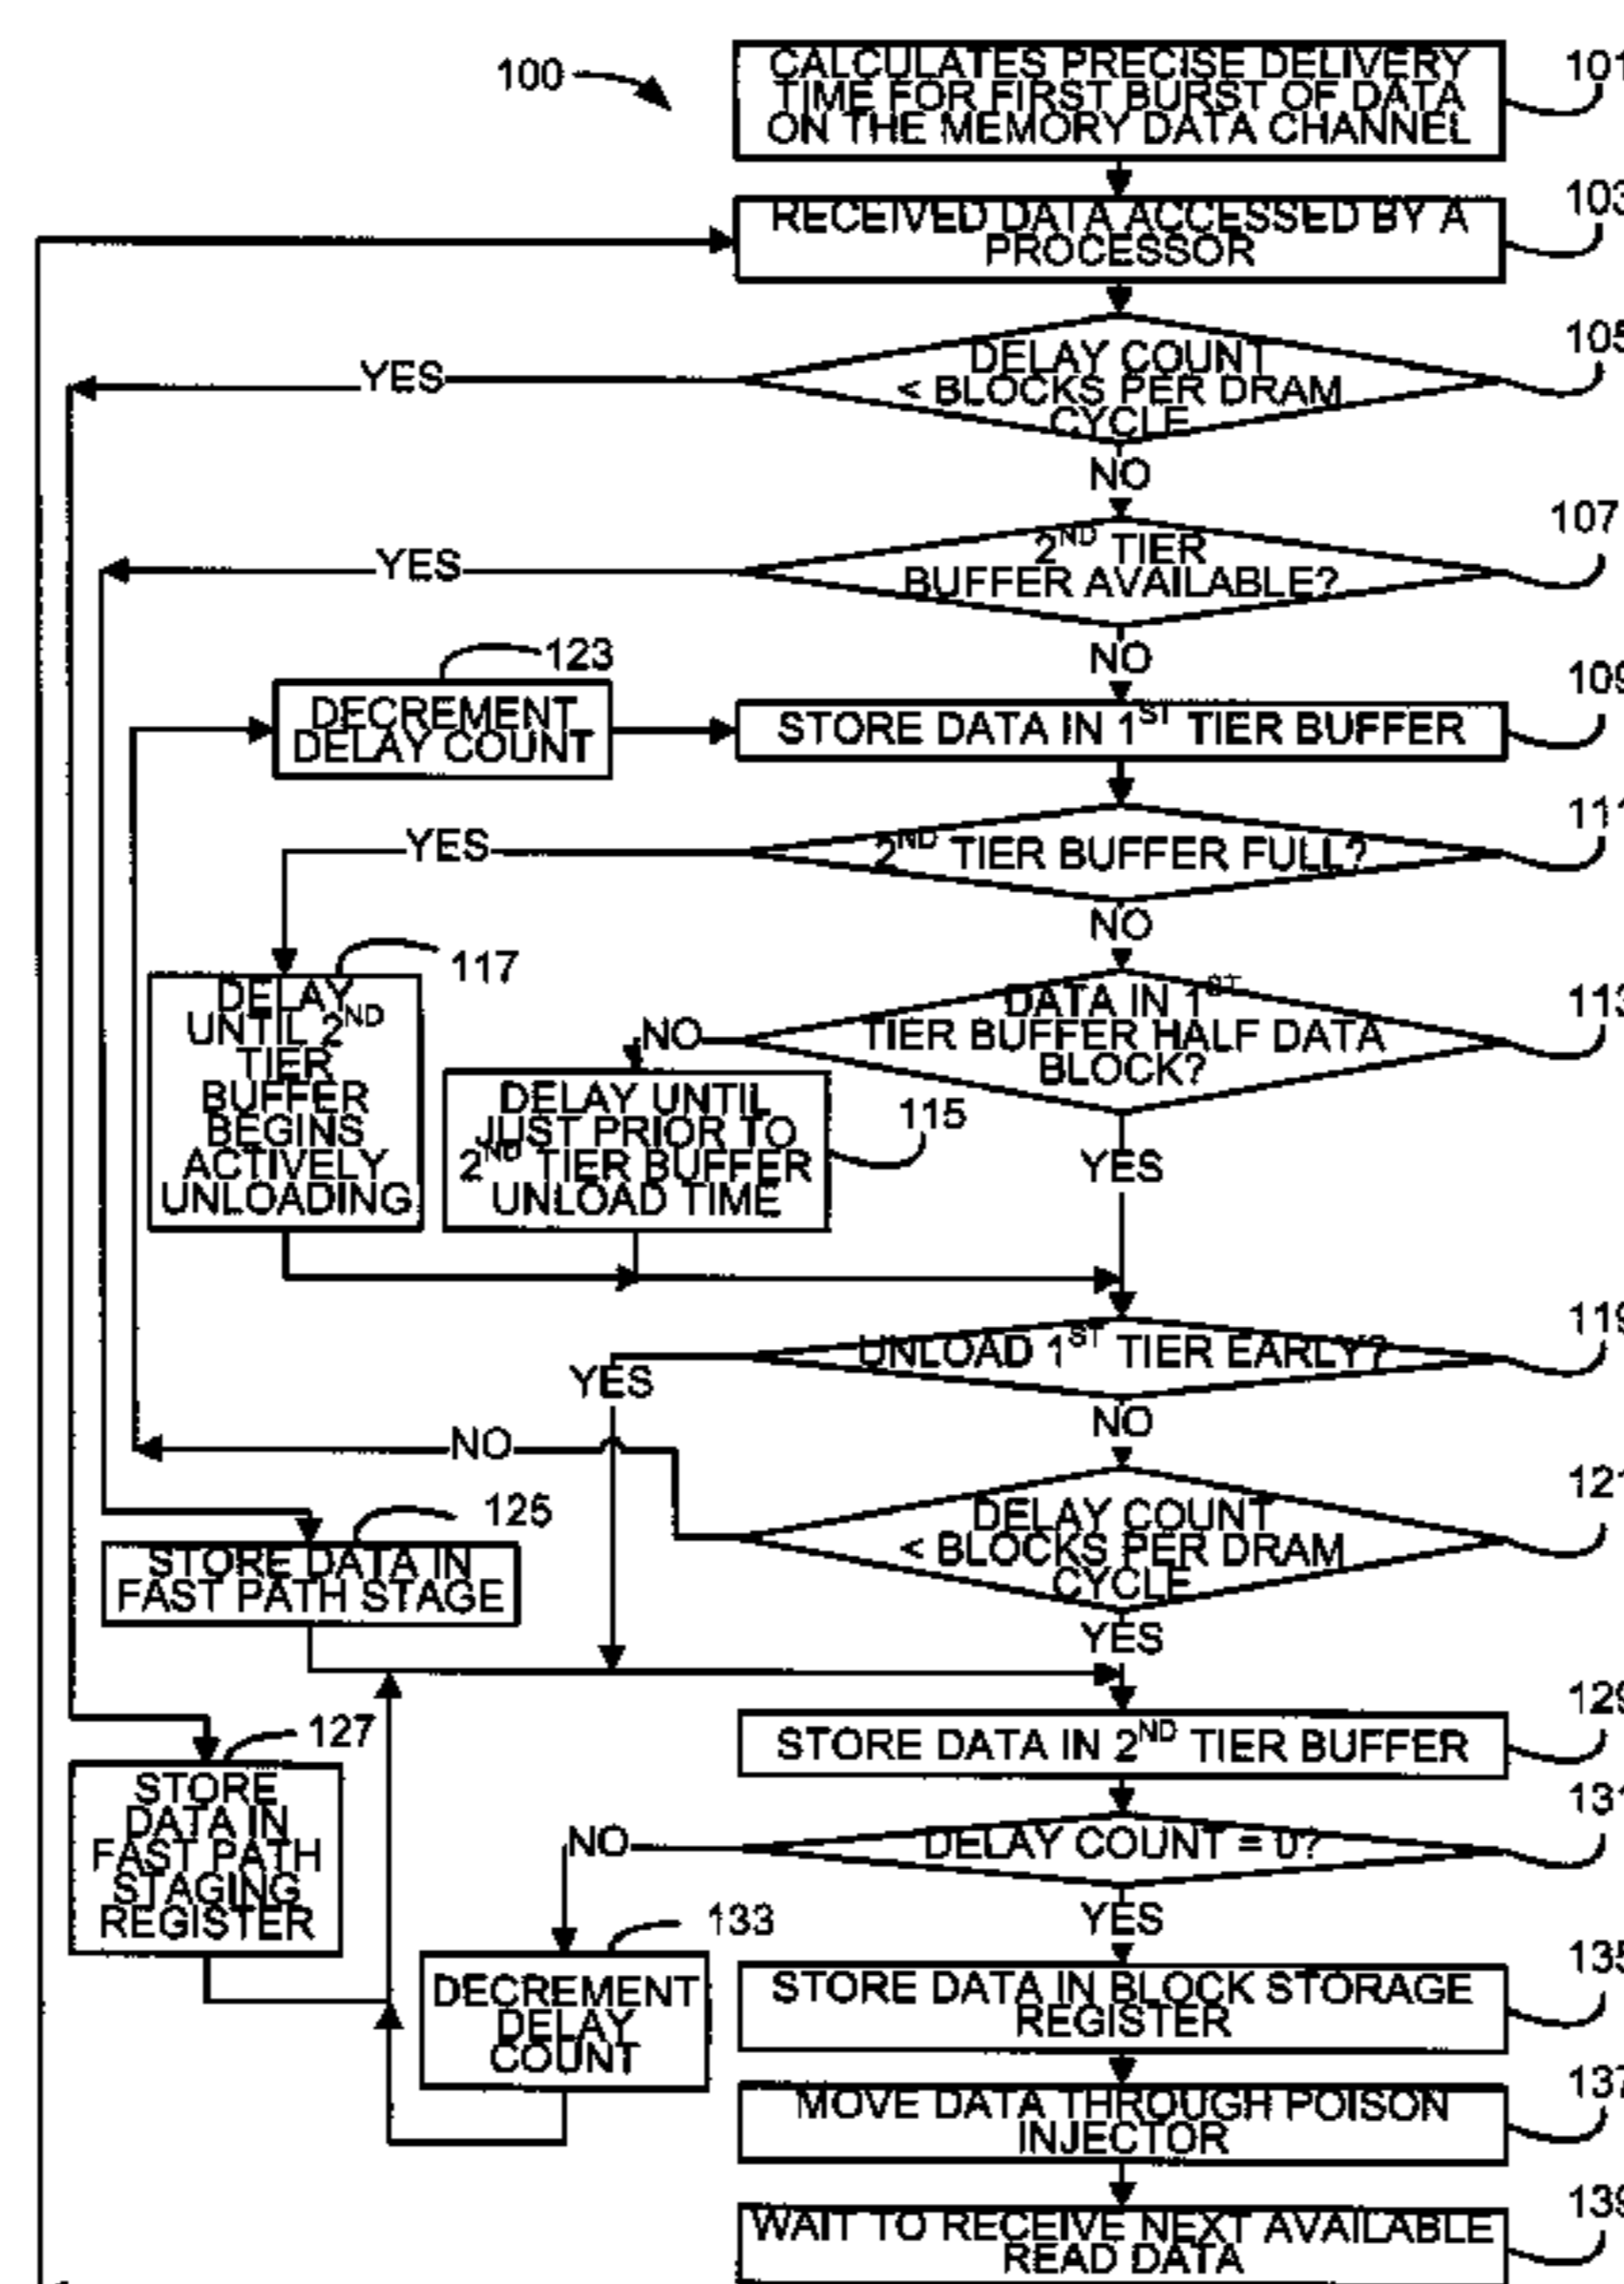 100
CALCULATES PRECISE DELIVERY
TIME FOR FIRST BURST OF DATA
ON THE MEMORY DATA CHANNEL
101
RECEIVED DATA ACCESSED BY A
PROCESSOR
103
DELAY COUNT
< BLOCKS PER DRAM
CYCLE
105
YES
NO
2ND TIER
BUFFER AVAILABLE?
107
YES
NO
123
DECREMENT
DELAY COUNT
STORE DATA IN 1ST TIER BUFFER
109
2ND TIER BUFFER FULL?
111
YES
NO
117
DELAY
UNTIL 2ND
TIER
BUFFER
BEGINS
ACTIVELY
UNLOADING
DATA IN 1ST
TIER BUFFER HALF DATA
BLOCK?
113
NO
DELAY UNTIL
JUST PRIOR TO
2ND TIER BUFFER
UNLOAD TIME
115
YES
UNLOAD 1ST TIER EARLY?
119
YES
NO
NO
DELAY COUNT
< BLOCKS PER DRAM
CYCLE
121
125
STORE DATA IN
FAST PATH STAGE
YES
127
STORE
DATA IN
FAST PATH
STAGING
REGISTER
STORE DATA IN 2ND TIER BUFFER
129
DELAY COUNT = 0?
131
NO
YES
133
DECREMENT
DELAY
COUNT
STORE DATA IN BLOCK STORAGE
REGISTER
135
MOVE DATA THROUGH POISON
INJECTOR
137
WAIT TO RECEIVE NEXT AVAILABLE
READ DATA
139